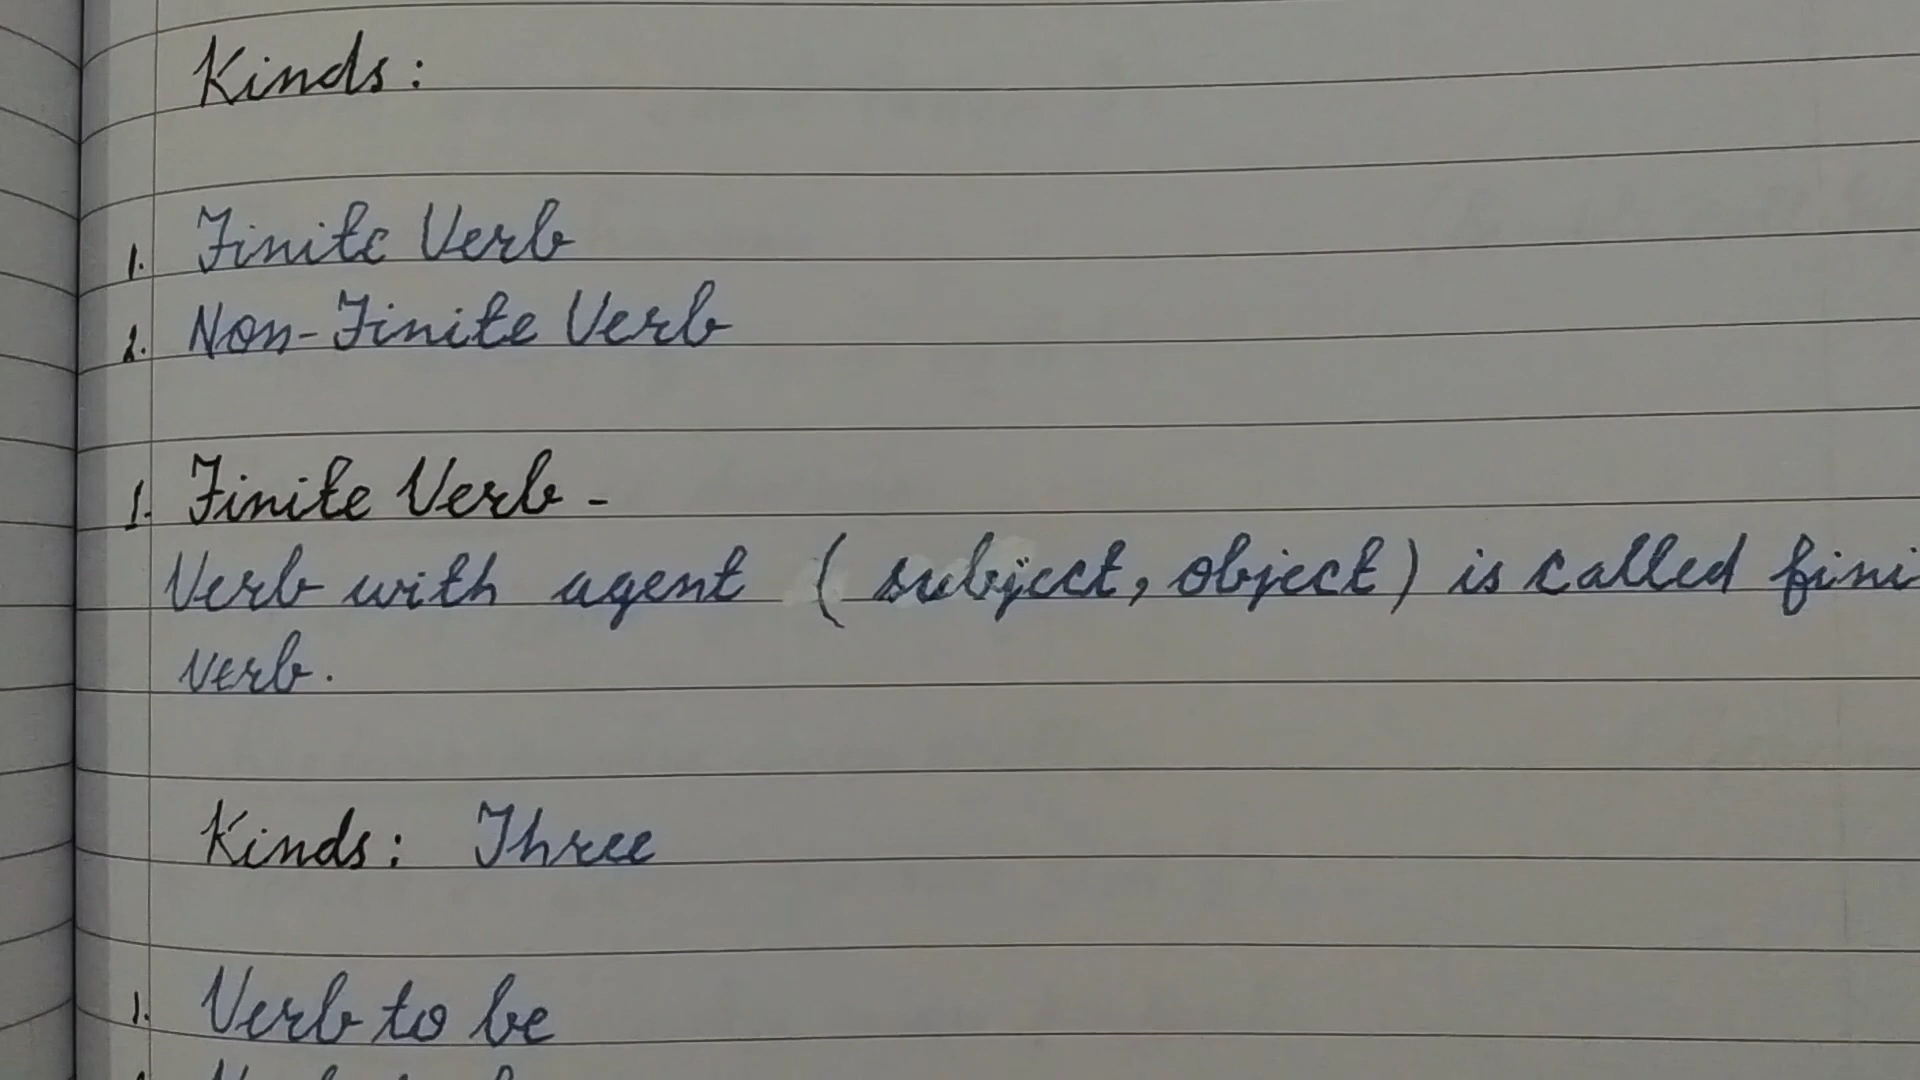 Kinds:
1. Finite Verb
2. Non-Finite Verb
1. Finite Verb -
Verb with agent (subject, object) is called fini
verb.
Kinds: Three
1. Verb to be